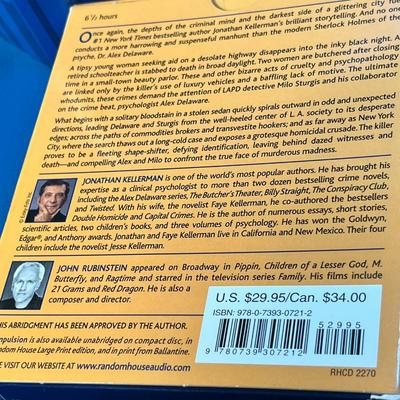 6 ½ hours
Once again, the depths of the criminal mind and the darkest side of a glittering city fuel
#1 New York Times bestselling author Jonathan Kellerman's brilliant storytelling. And no one
conducts a more harrowing and suspenseful manhunt than the modern Sherlock Holmes of the
psyche, Dr. Alex Delaware.
A tipsy young woman seeking aid on a desolate highway disappears into the inky black night. A
retired schoolteacher is stabbed to death in broad daylight. Two women are butchered after closing
time in a small-town beauty parlor. These and other bizarre acts of cruelty and psychopathology
are linked only by the killer's use of luxury vehicles and a baffling lack of motive. The ultimate
whodunits, these crimes demand the attention of LAPD detective Milo Sturgis and his collaborator
on the crime beat, psychologist Alex Delaware.
What begins with a solitary bloodstain in a stolen sedan quickly spirals outward in odd and unexpected
directions, leading Delaware and Sturgis from the well-heeled center of L. A. society to its desperate
edges; across the paths of commodities brokers and transvestite hookers; and as far away as New York
City, where the search thaws out a long-cold case and exposes a grotesque homicidal crusade. The killer
proves to be a fleeting shape-shifter, defying identification, leaving behind dazed witnesses and
death—and compelling Alex and Milo to confront the true face of murderous madness.
JONATHAN KELLERMAN is one of the world's most popular authors. He has brought his
expertise as a clinical psychologist to more than two dozen bestselling crime novels,
including the Alex Delaware series, The Butcher's Theater, Billy Straight, The Conspiracy Club,
and Twisted. With his wife, the novelist Faye Kellerman, he co-authored the bestsellers
Double Homicide and Capital Crimes. He is the author of numerous essays, short stories,
scientific articles, two children's books, and three volumes of psychology. He has won the Goldwyn,
Edgar®, and Anthony awards. Jonathan and Faye Kellerman live in California and New Mexico. Their four
children include the novelist Jesse Kellerman.
JOHN RUBINSTEIN appeared on Broadway in Pippin, Children of a Lesser God, M.
Butterfly, and Ragtime and starred in the television series Family. His films include
21 Grams and Red Dragon. He is also a
composer and director.
U.S. $29.95/Can. $34.00
ISBN: 978-0-7393-0721-2
52995
9 780739 307212
RHCD 2270
THIS ABRIDGMENT HAS BEEN APPROVED BY THE AUTHOR.
mpulsion is also available unabridged on compact disc, in
ndom House Large Print edition, and in print from Ballantine.
SE VISIT OUR WEBSITE AT www.randomhouseaudio.com